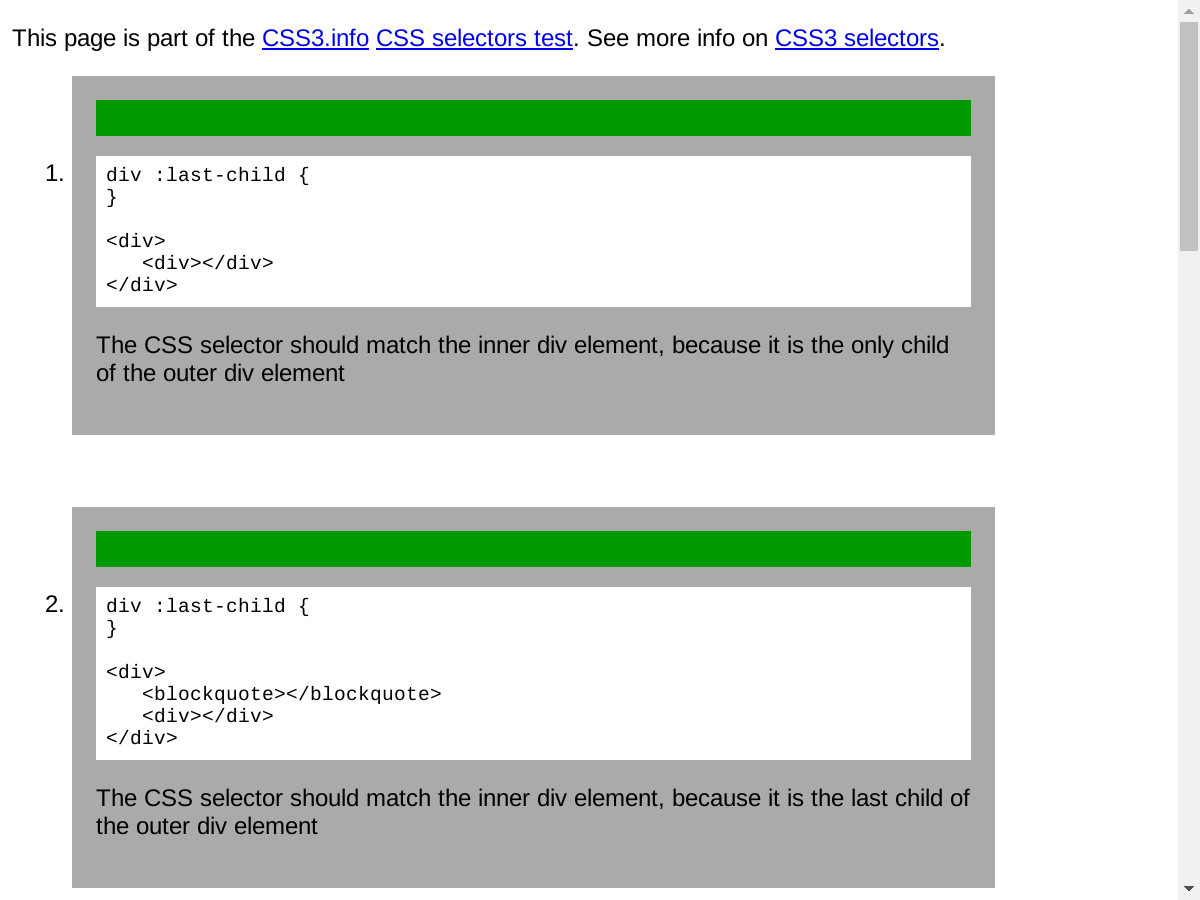 This page is part of the CSS3.info CSS selectors test. See more info on CSS3 selectors.
1.
div :last-child {
}
<div>
   <div></div>
</div>
The CSS selector should match the inner div element, because it is the only child
of the outer div element
2.
div :last-child {
}
<div>
   <blockquote></blockquote>
   <div></div>
</div>
The CSS selector should match the inner div element, because it is the last child of
the outer div element